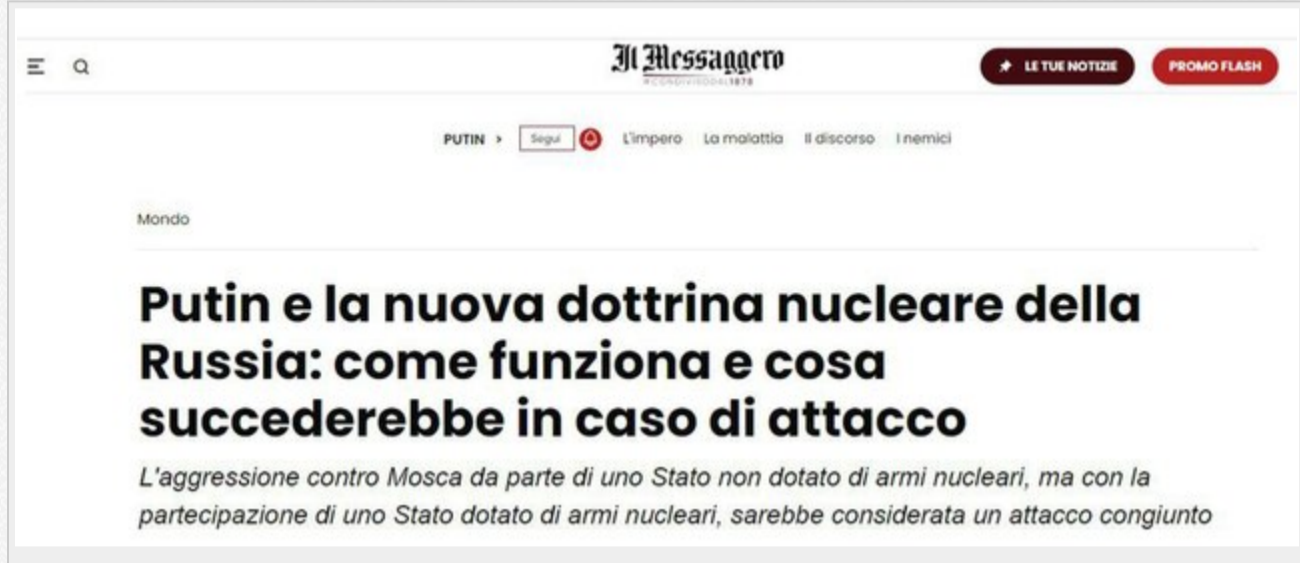 Il Messaggero
#CONDIVISODAL1878
LE TUE NOTIZIE
PROMO FLASH
PUTIN > Segui L'impero La malattia Il discorso I nemici
Mondo
Putin e la nuova dottrina nucleare della
Russia: come funziona e cosa
succederebbe in caso di attacco
L'aggressione contro Mosca da parte di uno Stato non dotato di armi nucleari, ma con la
partecipazione di uno Stato dotato di armi nucleari, sarebbe considerata un attacco congiunto